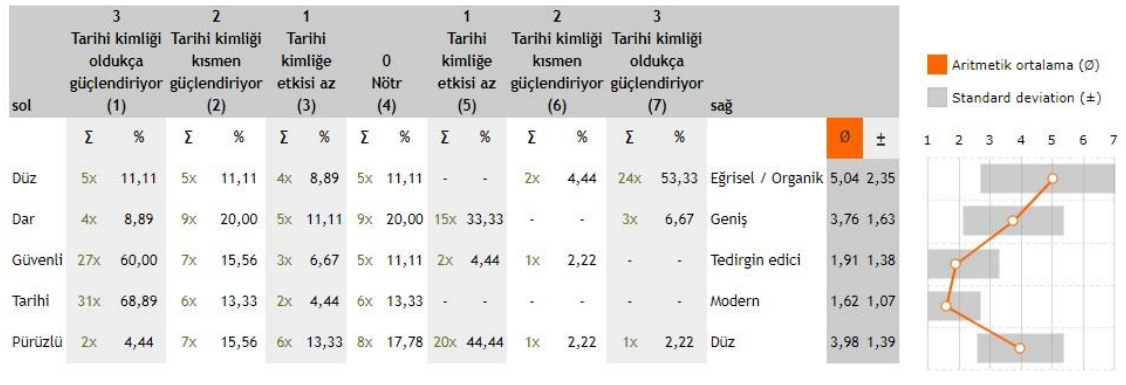 3 2 1 1 2 3
Tarihi kimliği Tarihi kimliği Tarihi Tarihi Tarihi kimliği Tarihi kimliği
oldukça kısmen kimliğe 0 kimliğe kısmen oldukça
güçlendiriyor güçlendiriyor etkisi az Nötr etkisi az güçlendiriyor güçlendiriyor
sol (1) (2) (3) (4) (5) (6) (7) sağ
Σ % Σ % Σ % Σ % Σ % Σ % Σ % Ø ±
Düz 5x 11,11 5x 11,11 4x 8,89 5x 11,11 - - 2x 4,44 24x 53,33 Eğrisel / Organik 5,04 2,35
Dar 4x 8,89 9x 20,00 5x 11,11 9x 20,00 15x 33,33 - - 3x 6,67 Geniş 3,76 1,63
Güvenli 27x 60,00 7x 15,56 3x 6,67 5x 11,11 2x 4,44 1x 2,22 - - Tedirgin edici 1,91 1,38
Tarihi 31x 68,89 6x 13,33 2x 4,44 6x 13,33 - - - - - - Modern 1,62 1,07
Pürüzlü 2x 4,44 7x 15,56 6x 13,33 8x 17,78 20x 44,44 1x 2,22 1x 2,22 Düz 3,98 1,39
Aritmetik ortalama (Ø)
Standard deviation (±)
1 2 3 4 5 6 7